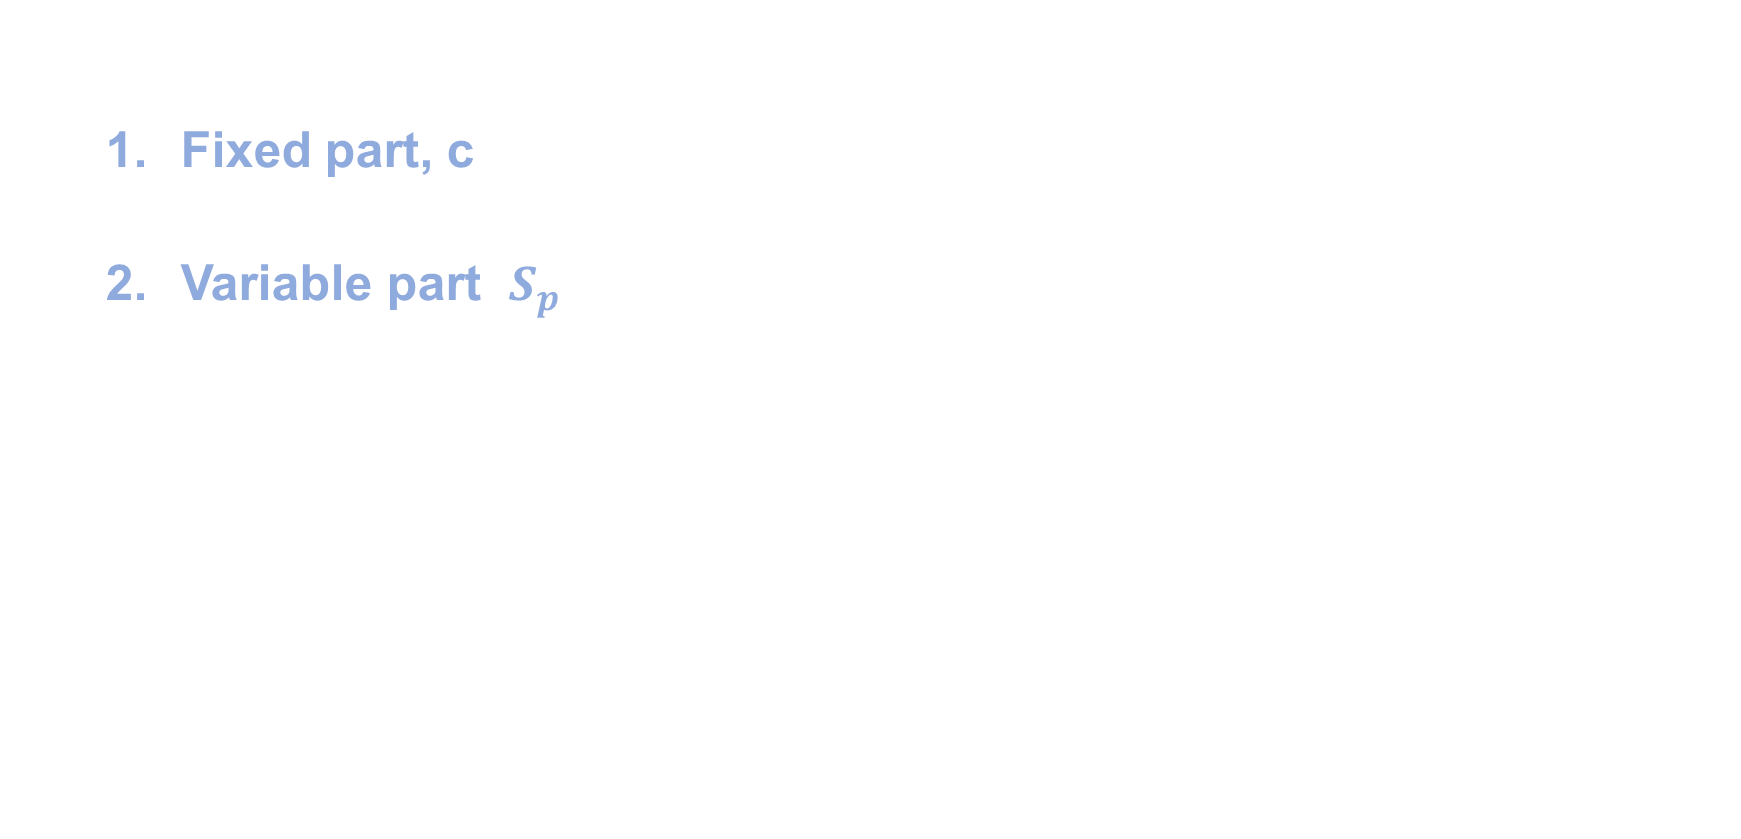 1. Fixed part, c
2. Variable part $S_p$